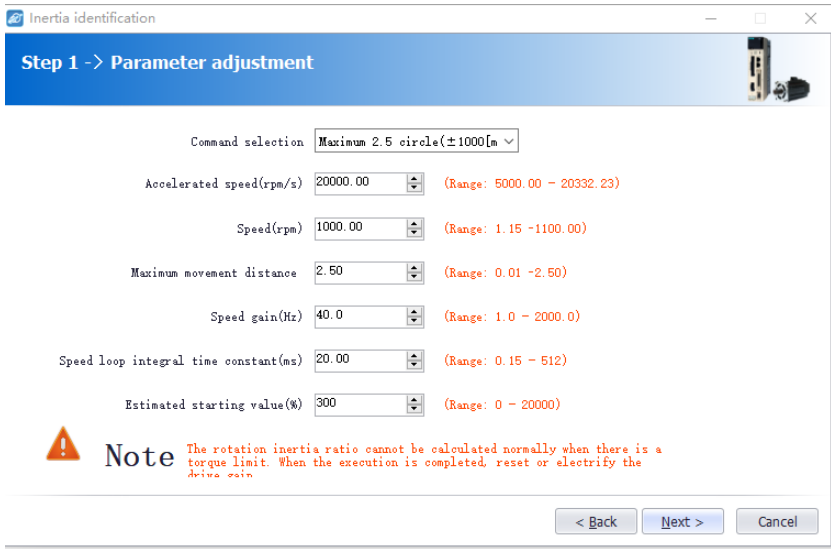 Inertia identification
Step 1 -> Parameter adjustment
Command selection Maximum 2.5 circle(±1000[m
Accelerated speed(rpm/s) 20000.00 (Range: 5000.00 - 20332.23)
Speed(rpm) 1000.00 (Range: 1.15 -1100.00)
Maximum movement distance 2.50 (Range: 0.01 -2.50)
Speed gain(Hz) 40.0 (Range: 1.0 - 2000.0)
Speed loop integral time constant(ms) 20.00 (Range: 0.15 - 512)
Estimated starting value(%) 300 (Range: 0 - 20000)
Note The rotation inertia ratio cannot be calculated normally when there is a
torque limit. When the execution is completed, reset or electrify the
drive gain
< Back Next > Cancel